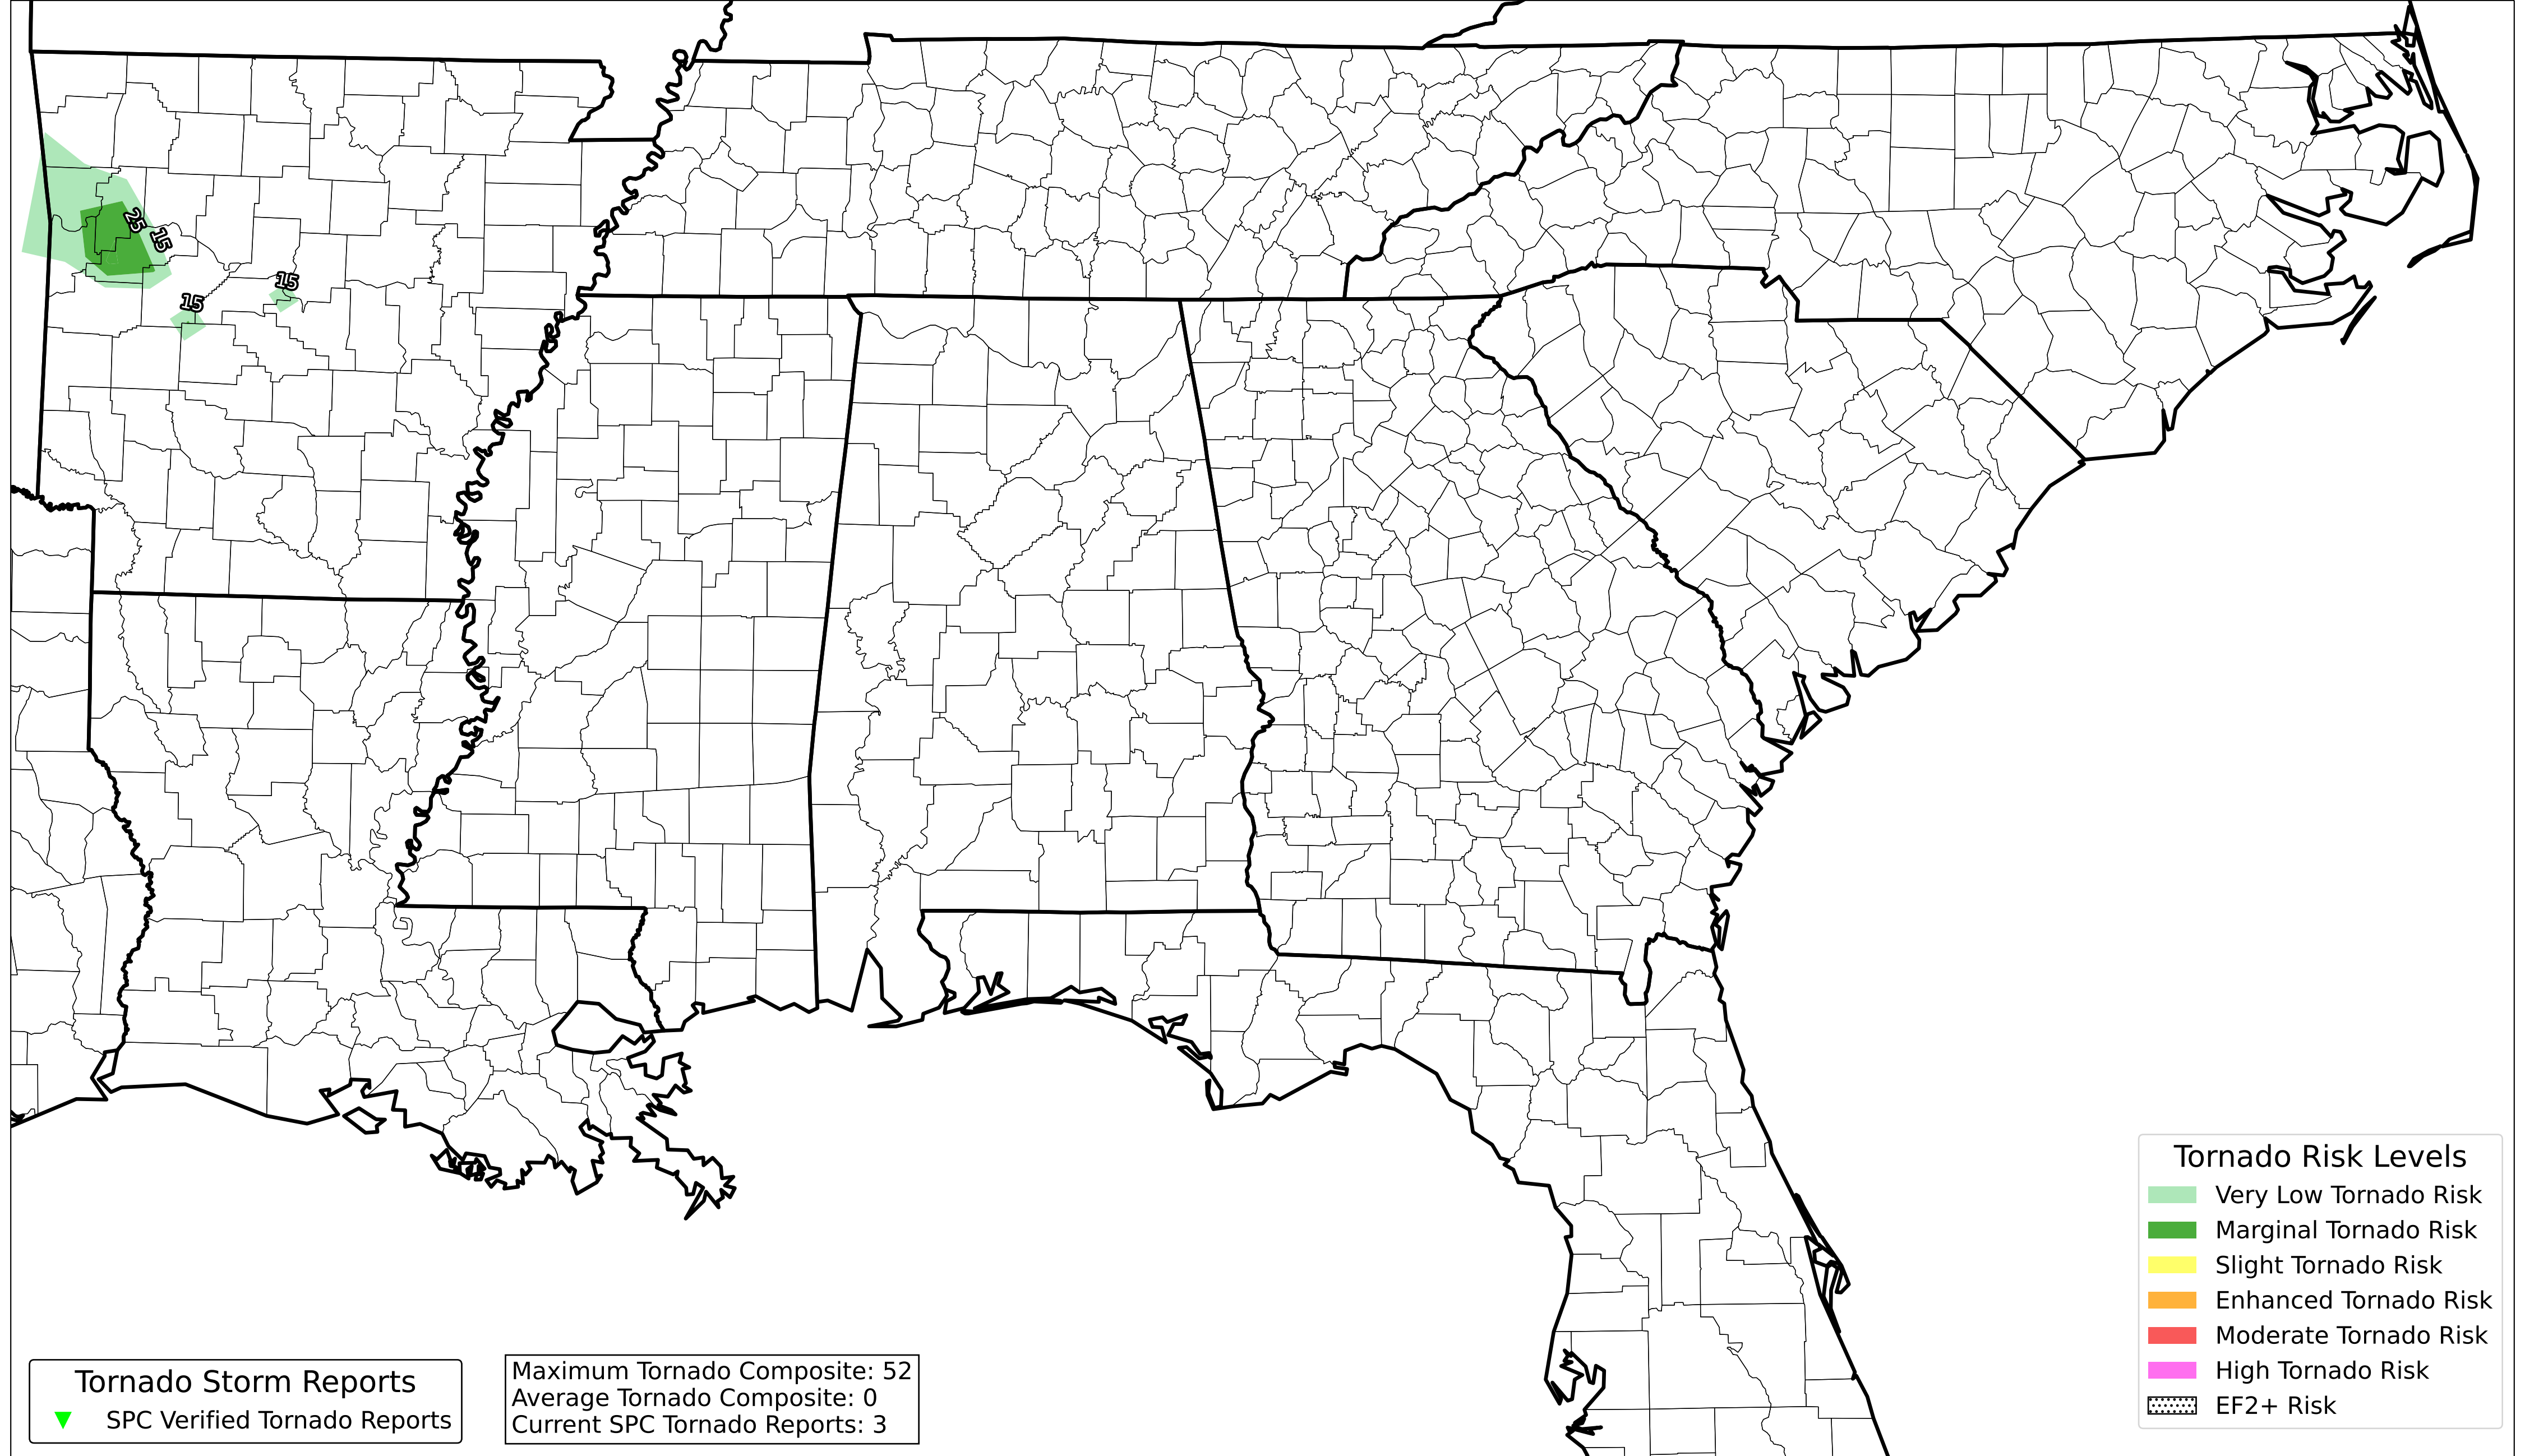 25
15
15
15
Tornado Risk Levels
Very Low Tornado Risk
Marginal Tornado Risk
Slight Tornado Risk
Enhanced Tornado Risk
Moderate Tornado Risk
High Tornado Risk
EF2+ Risk
Tornado Storm Reports
SPC Verified Tornado Reports
Maximum Tornado Composite: 52
Average Tornado Composite: 0
Current SPC Tornado Reports: 3